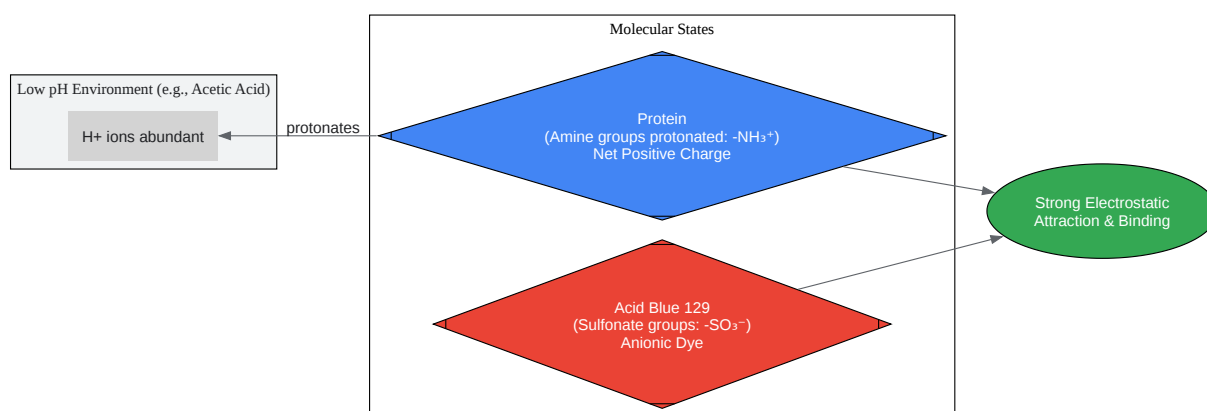 Molecular States
Low pH Environment (e.g., Acetic Acid)
H+ ions abundant
protonates
Protein
(Amine groups protonated: -NH₃⁺)
Net Positive Charge
Strong Electrostatic
Attraction & Binding
Acid Blue 129
(Sulfonate groups: -SO₃⁻)
Anionic Dye